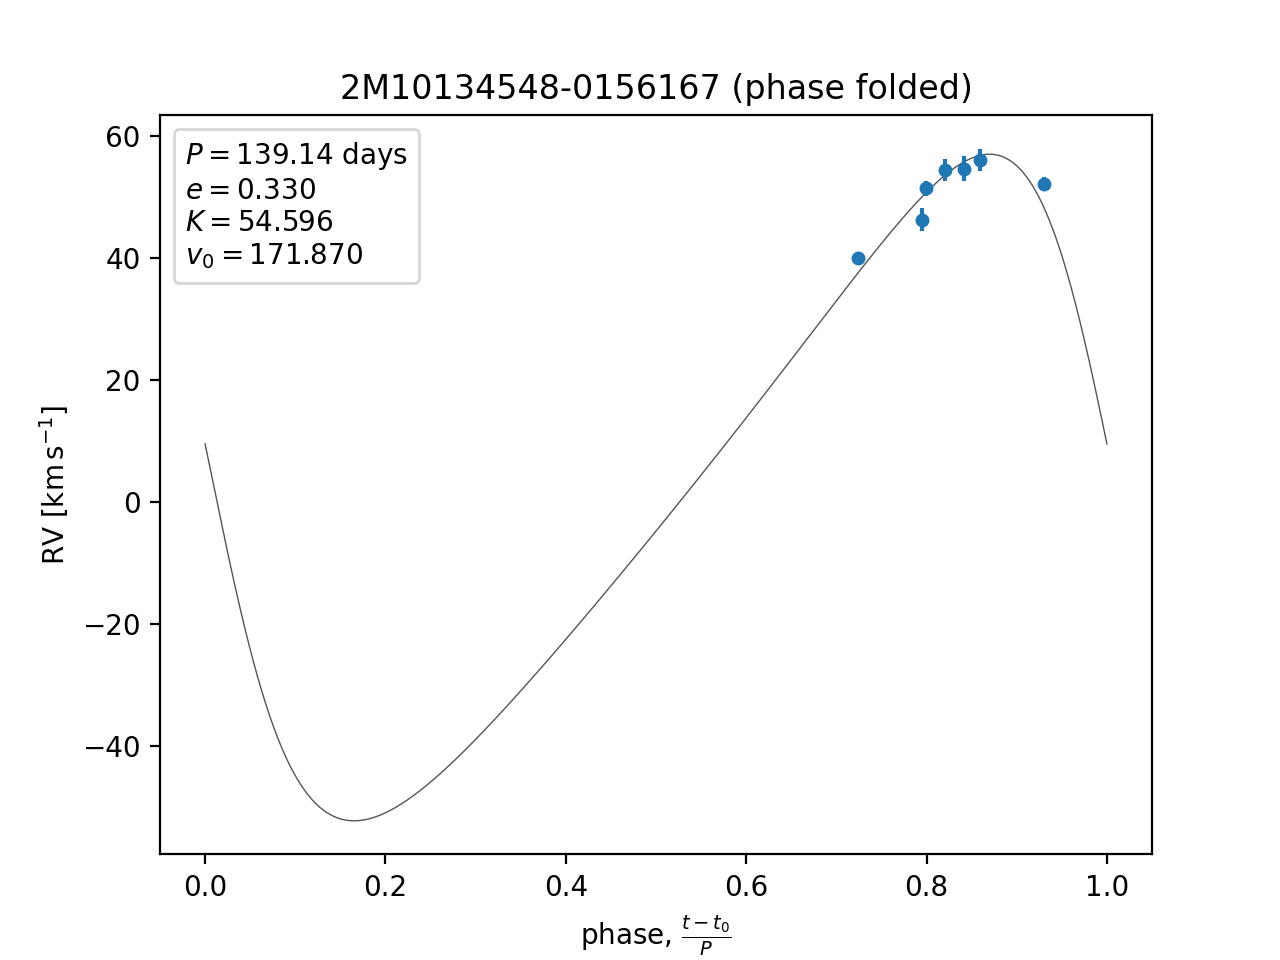 2M10134548-0156167 (phase folded)
P = 139.14 days
e = 0.330
K = 54.596
v₀ = 171.870
60
40
20
0
−20
−40
RV [km s⁻¹]
0.0 0.2 0.4 0.6 0.8 1.0
phase, (t − t₀)/P